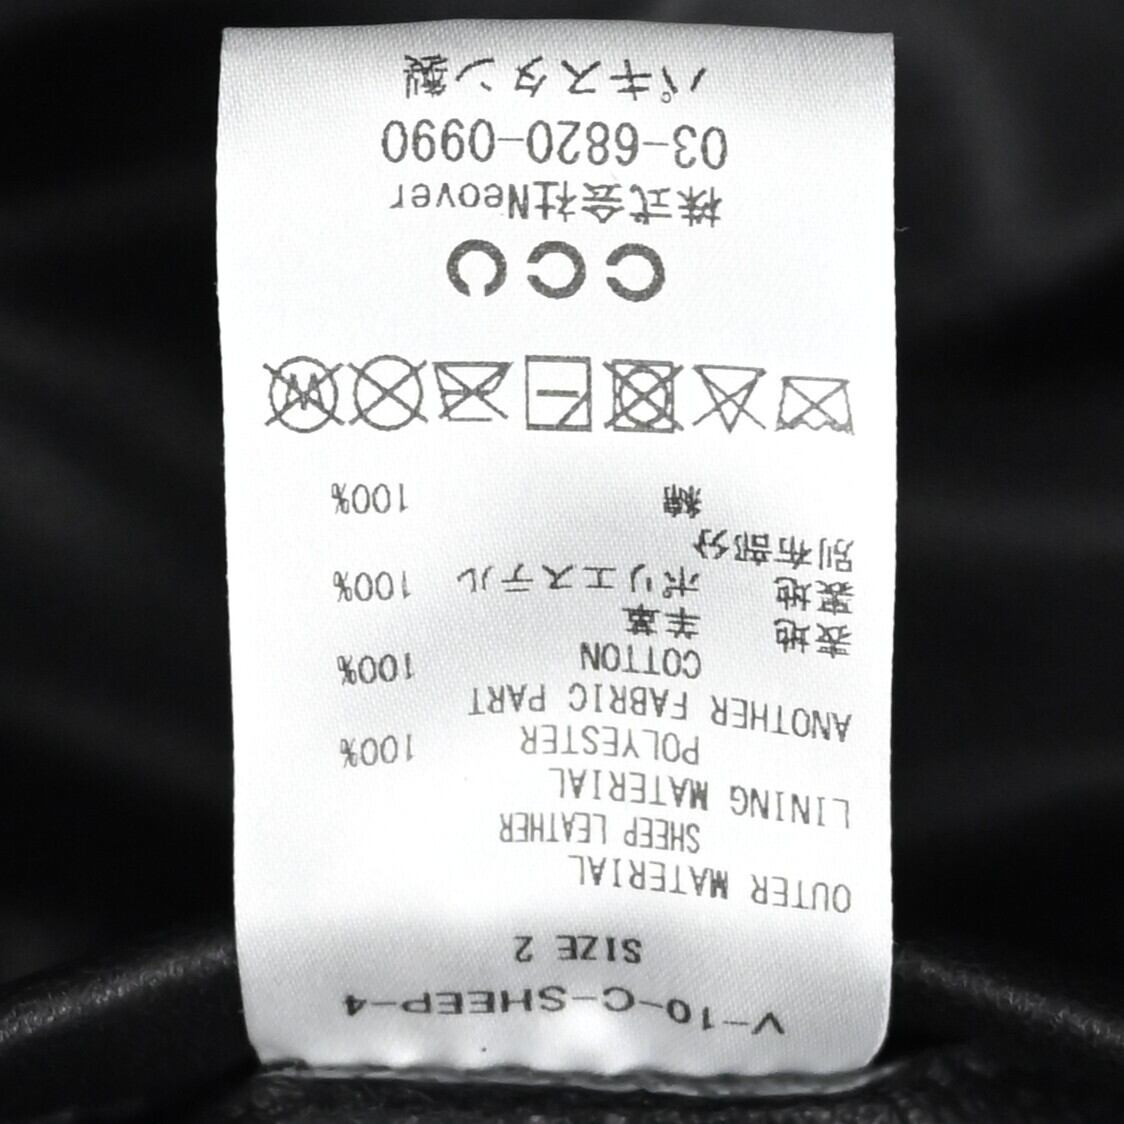 V-10-C-SHEEP-4
SIZE 2
OUTER MATERIAL
SHEEP LEATHER
LINING MATERIAL
POLYESTER 100%
ANOTHER FABRIC PART
COTTON 100%
表地 羊革
裏地 ポリエステル 100%
別布部分
綿 100%
W
CCU
株式会社Neover
03-6820-0990
パキスタン製